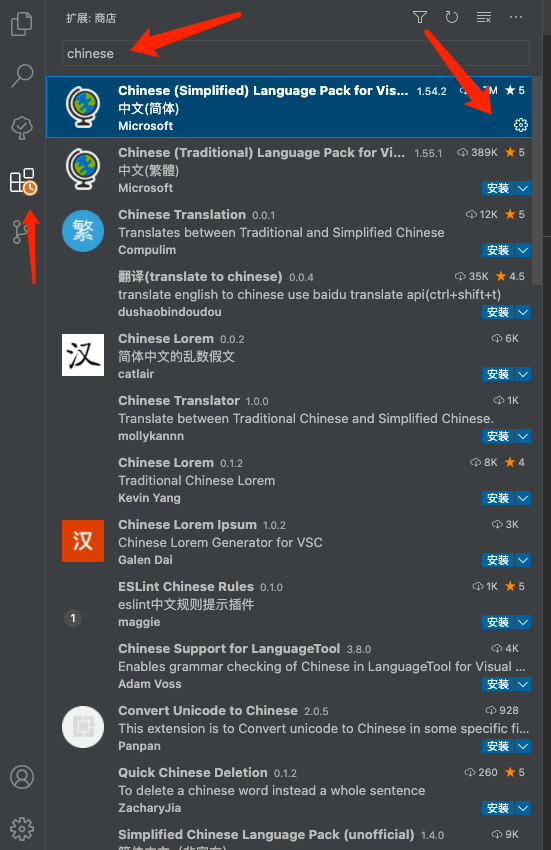 扩展: 商店
chinese
Chinese (Simplified) Language Pack for Vis... 1.54.2 M 5
中文(简体)
Microsoft
Chinese (Traditional) Language Pack for Vi... 1.55.1 389K 5
中文(繁體)
Microsoft 安装
Chinese Translation 0.0.1 12K 5
繁
Translates between Traditional and Simplified Chinese
Compulim 安装
翻译(translate to chinese) 0.0.4 35K 4.5
translate english to chinese use baidu translate api(ctrl+shift+t)
dushaobindoudou 安装
Chinese Lorem 0.0.2 6K
汉 简体中文的乱数假文
catlair 安装
Chinese Translator 1.0.0 1K
Translate between Traditional Chinese and Simplified Chinese.
mollykannn 安装
Chinese Lorem 0.1.2 8K 4
Traditional Chinese Lorem
Kevin Yang 安装
Chinese Lorem Ipsum 1.0.2 3K
汉 Chinese Lorem Generator for VSC
Galen Dai 安装
ESLint Chinese Rules 0.1.0 1K 5
eslint中文规则提示插件
1 maggie 安装
Chinese Support for LanguageTool 3.8.0 4K
Enables grammar checking of Chinese in LanguageTool for Visual ...
Adam Voss 安装
Convert Unicode to Chinese 2.0.5 928
This extension is to Convert unicode to Chinese in some specific fi...
Panpan 安装
Quick Chinese Deletion 0.1.2 260 5
To delete a chinese word instead a whole sentence
ZacharyJia 安装
Simplified Chinese Language Pack (unofficial) 1.4.0 9K